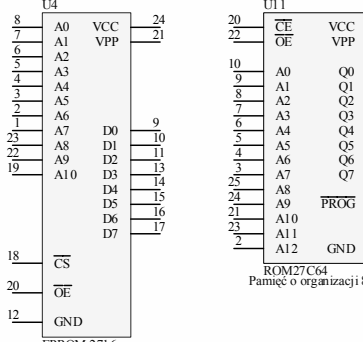 U4
8 A0 VCC 24
7 A1 VPP 21
6 A2
5 A3
4 A4
3 A5
2 A6
1 A7 D0 9
23 A8 D1 10
22 A9 D2 11
19 A10 D3 13
D4 14
D5 15
D6 16
D7 17
18 CS
20 OE
12 GND
U11
20 CE VCC
22 OE VPP
10 A0 Q0
9 A1 Q1
8 A2 Q2
7 A3 Q3
6 A4 Q4
5 A5 Q5
4 A6 Q6
3 A7 Q7
25 A8
24 A9 PROG
21 A10
23 A11
2 A12 GND
ROM27C64
Pamięć o organizacji 8